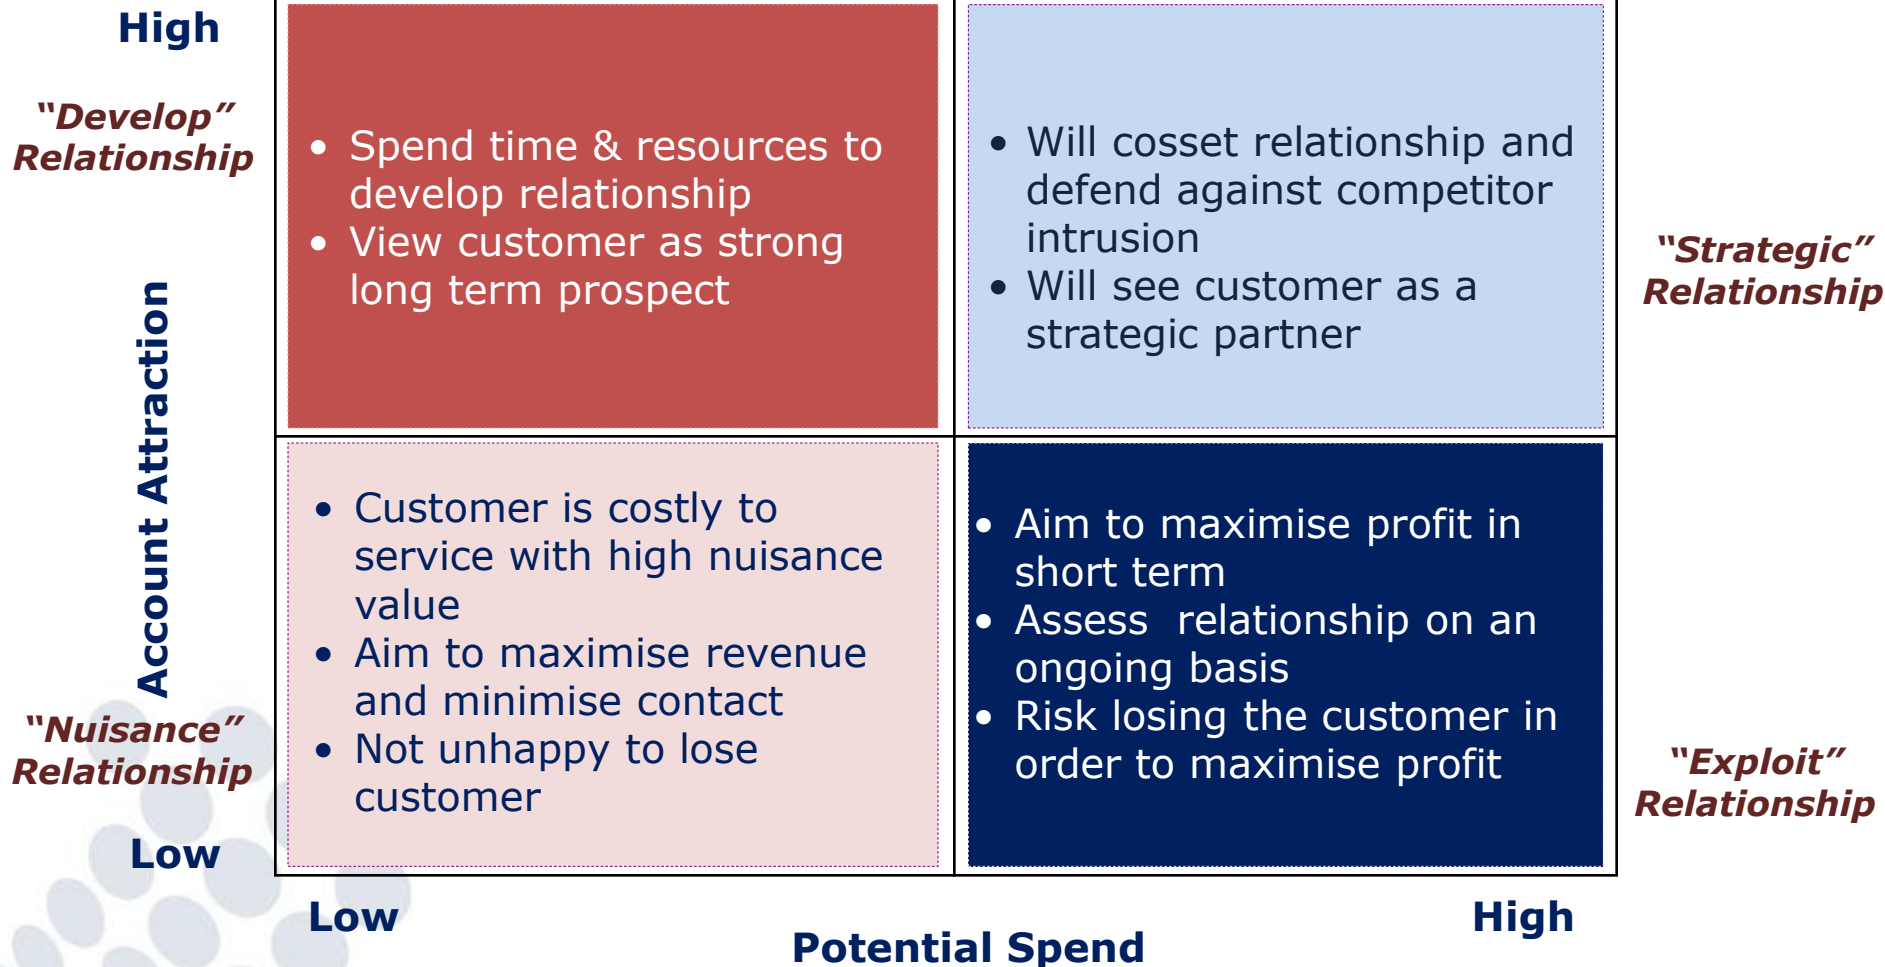 High
“Develop”
Relationship
• Spend time & resources to
develop relationship
• View customer as strong
long term prospect
• Will cosset relationship and
defend against competitor
intrusion
• Will see customer as a
strategic partner
“Strategic”
Relationship
Account Attraction
“Nuisance”
Relationship
• Customer is costly to
service with high nuisance
value
• Aim to maximise revenue
and minimise contact
• Not unhappy to lose
customer
• Aim to maximise profit in
short term
• Assess  relationship on an
ongoing basis
• Risk losing the customer in
order to maximise profit
“Exploit”
Relationship
Low
Low
High
Potential Spend